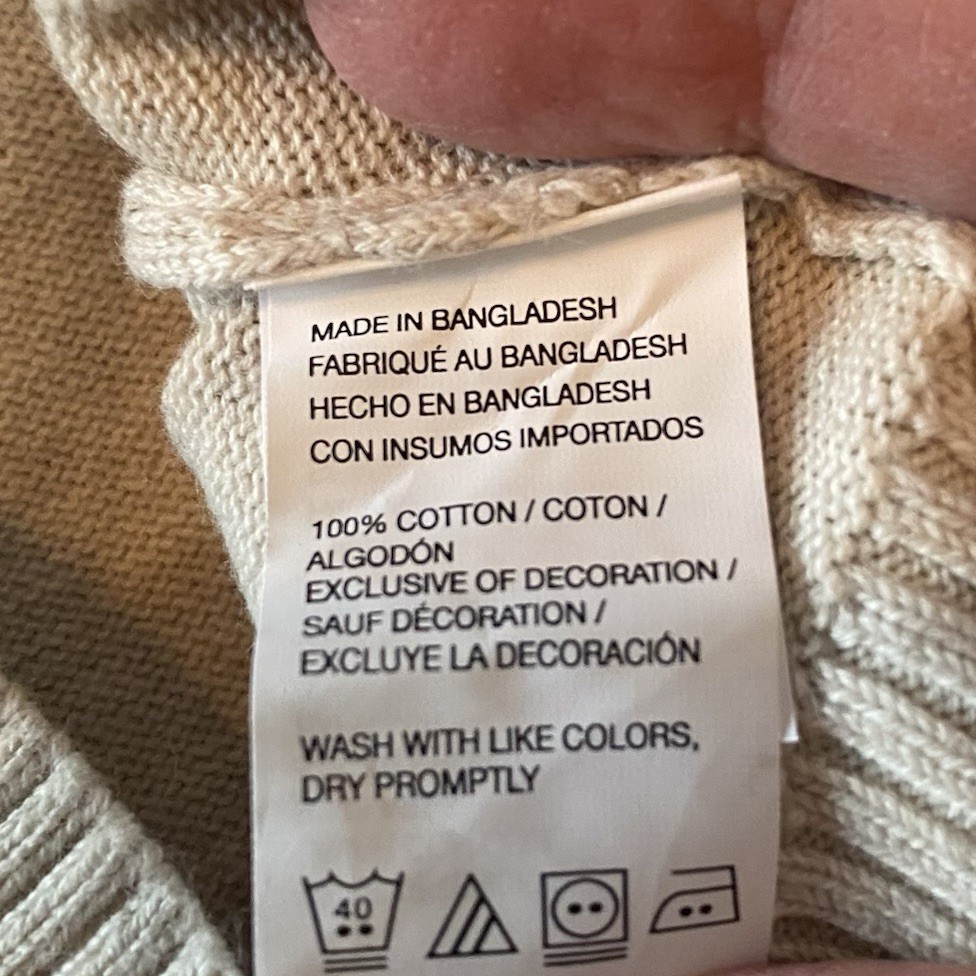 MADE IN BANGLADESH
FABRIQUÉ AU BANGLADESH
HECHO EN BANGLADESH
CON INSUMOS IMPORTADOS
100% COTTON / COTON /
ALGODÓN
EXCLUSIVE OF DECORATION /
SAUF DÉCORATION /
EXCLUYE LA DECORACIÓN
WASH WITH LIKE COLORS,
DRY PROMPTLY
40